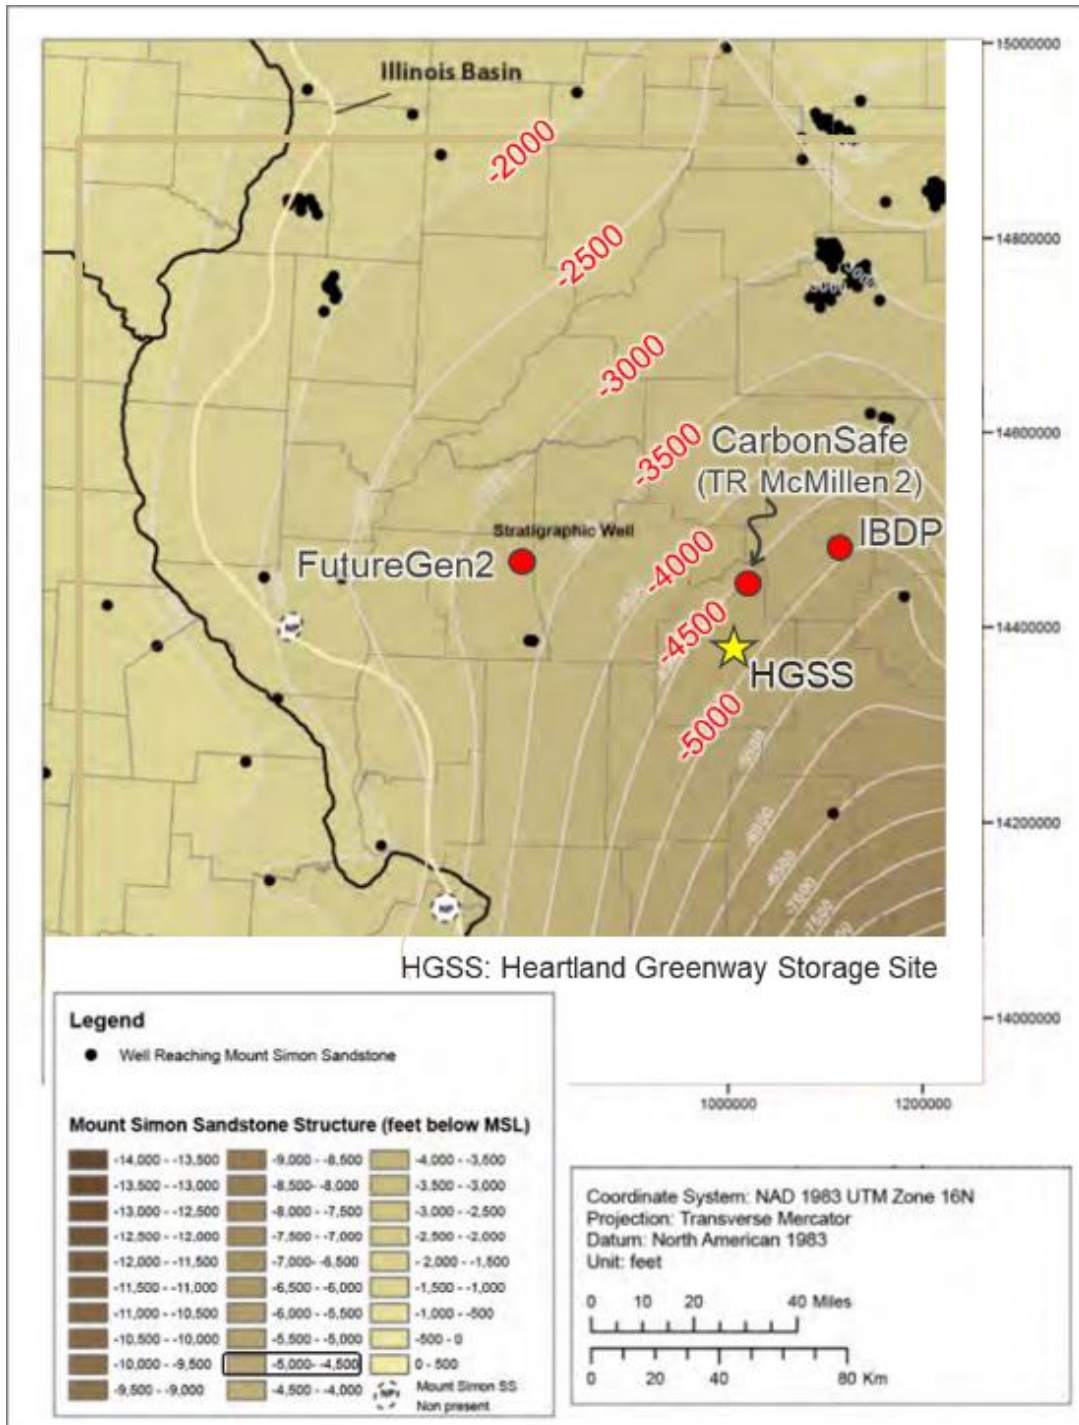 Illinois Basin
15000000
-2000
-2500
14800000
-3000
14600000
-3500
CarbonSafe
(TR McMillen 2)
IBDP
Stratigraphic Well
FutureGen2
-4000
14400000
-4500
NP
HGSS
-5000
14200000
-6500
-7500
-7500
NP
HGSS: Heartland Greenway Storage Site
14000000
1000000
1200000
Legend
Well Reaching Mount Simon Sandstone
Mount Simon Sandstone Structure (feet below MSL)
-14,000 - -13,500
-13,500 - -13,000
-13,000 - -12,500
-12,500 - -12,000
-12,000 - -11,500
-11,500 - -11,000
-11,000 - -10,500
-10,500 - -10,000
-10,000 - -9,500
-9,500 - -9,000
-9,000 - -8,500
-8,500 - -8,000
-8,000 - -7,500
-7,500 - -7,000
-7,000 - -6,500
-6,500 - -6,000
-6,000 - -5,500
-5,500 - -5,000
-5,000 - -4,500
-4,500 - -4,000
-4,000 - -3,500
-3,500 - -3,000
-3,000 - -2,500
-2,500 - -2,000
-2,000 - -1,500
-1,500 - -1,000
-1,000 - -500
-500 - 0
0 - 500
NP Mount Simon SS
Non present
Coordinate System: NAD 1983 UTM Zone 16N
Projection: Transverse Mercator
Datum: North American 1983
Unit: feet
0 10 20 40 Miles
0 20 40 80 Km